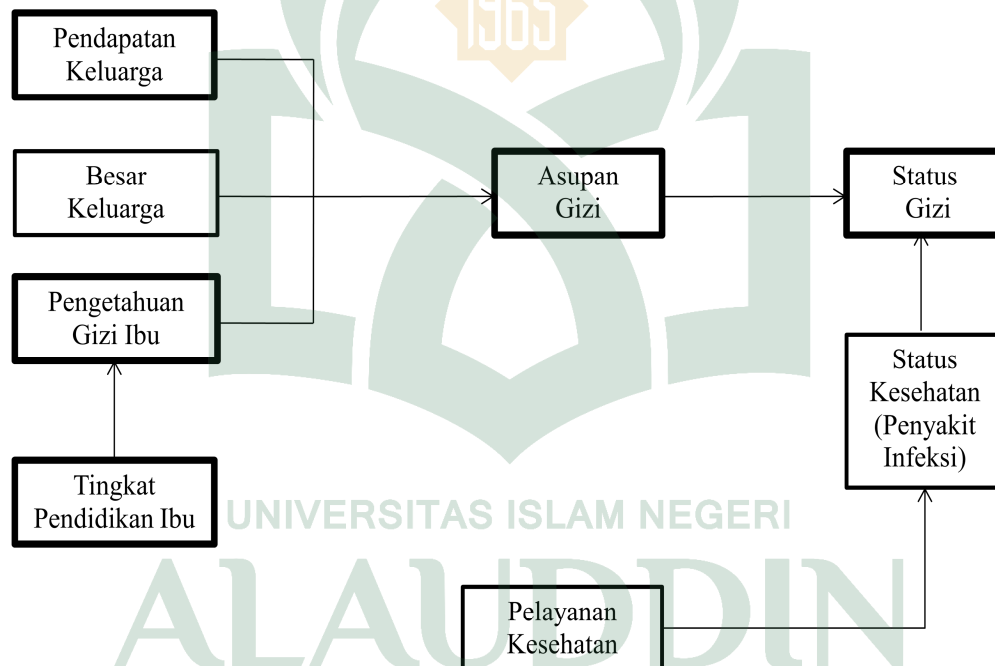 1965
Pendapatan
Keluarga
Besar
Keluarga
Asupan
Gizi
Status
Gizi
Pengetahuan
Gizi Ibu
Status
Kesehatan
(Penyakit
Infeksi)
Tingkat
Pendidikan Ibu
UNIVERSITAS ISLAM NEGERI
ALAUDDIN
Pelayanan
Kesehatan